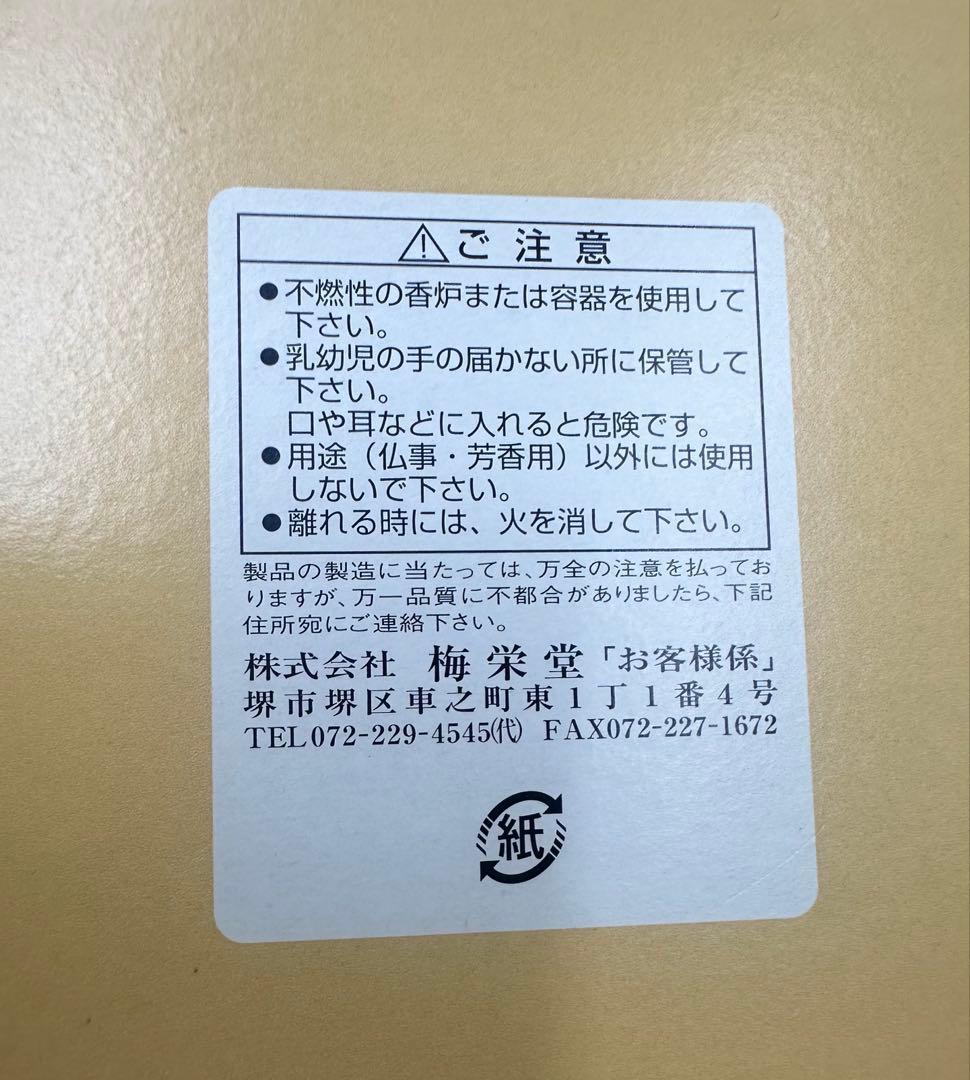 ⚠ご注意
●不燃性の香炉または容器を使用して
下さい。
●乳幼児の手の届かない所に保管して
下さい。
口や耳などに入れると危険です。
●用途（仏事・芳香用）以外には使用
しないで下さい。
●離れる時には、火を消して下さい。
製品の製造に当たっては、万全の注意を払ってお
りますが、万一品質に不都合がありましたら、下記
住所宛にご連絡下さい。
株式会社 梅栄堂「お客様係」
堺市堺区車之町東1丁1番4号
TEL072-229-4545㈹ FAX072-227-1672
紙